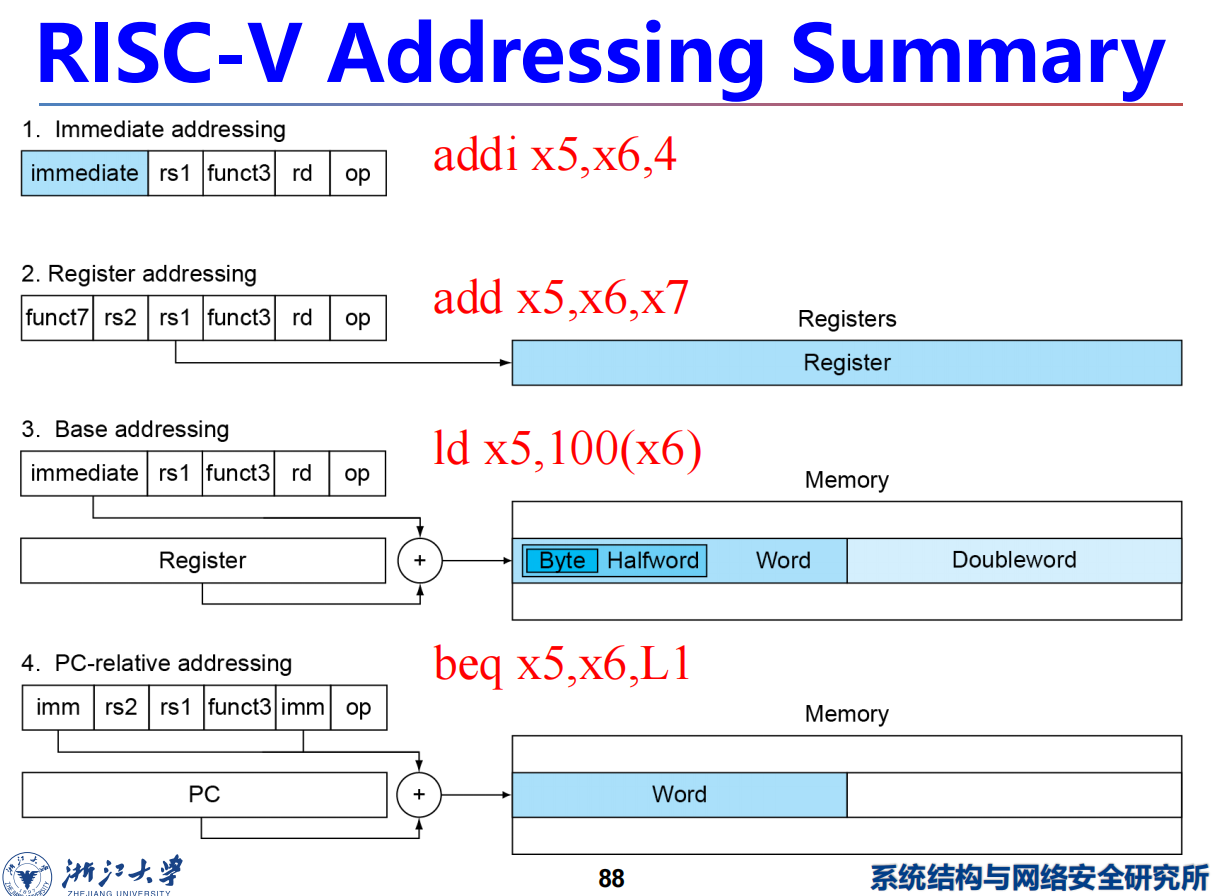 RISC-V Addressing Summary
1. Immediate addressing
addi x5,x6,4
immediate rs1 funct3 rd op
2. Register addressing
add x5,x6,x7
funct7 rs2 rs1 funct3 rd op
Registers
Register
3. Base addressing
ld x5,100(x6)
immediate rs1 funct3 rd op
Memory
Register
+
Byte Halfword Word Doubleword
4. PC-relative addressing
beq x5,x6,L1
imm rs2 rs1 funct3 imm op
Memory
PC
+
Word
浙江大学
ZHEJIANG UNIVERSITY
88
系统结构与网络安全研究所